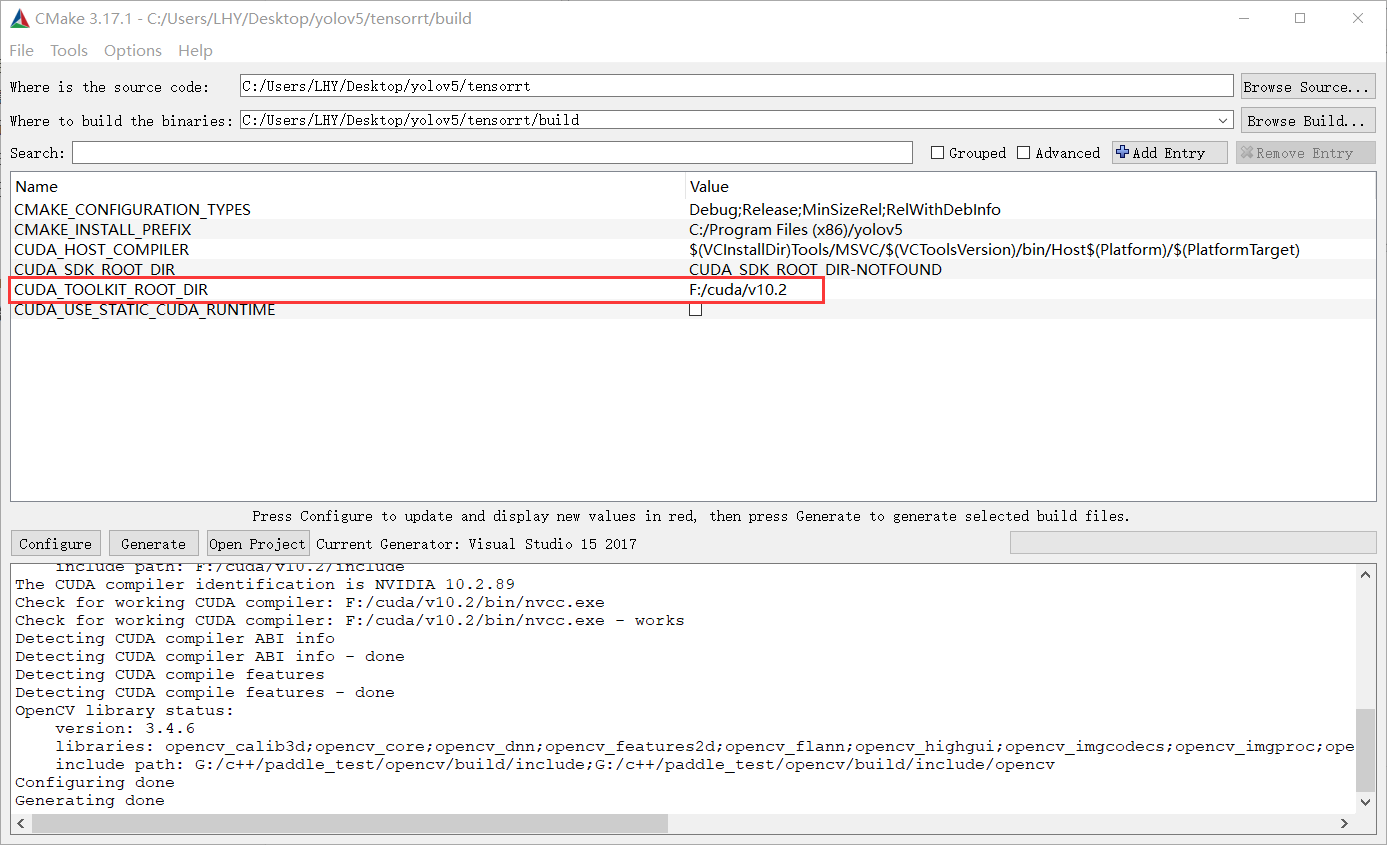 CMake 3.17.1 - C:/Users/LHY/Desktop/yolov5/tensorrt/build
File Tools Options Help
Where is the source code: C:/Users/LHY/Desktop/yolov5/tensorrt Browse Source...
Where to build the binaries: C:/Users/LHY/Desktop/yolov5/tensorrt/build Browse Build...
Search: Grouped Advanced Add Entry Remove Entry
Name Value
CMAKE_CONFIGURATION_TYPES Debug;Release;MinSizeRel;RelWithDebInfo
CMAKE_INSTALL_PREFIX C:/Program Files (x86)/yolov5
CUDA_HOST_COMPILER $(VCInstallDir)Tools/MSVC/$(VCToolsVersion)/bin/Host$(Platform)/$(PlatformTarget)
CUDA_SDK_ROOT_DIR CUDA_SDK_ROOT_DIR-NOTFOUND
CUDA_TOOLKIT_ROOT_DIR F:/cuda/v10.2
CUDA_USE_STATIC_CUDA_RUNTIME
Press Configure to update and display new values in red, then press Generate to generate selected build files.
Configure Generate Open Project Current Generator: Visual Studio 15 2017
include path: F:/cuda/v10.2/include
The CUDA compiler identification is NVIDIA 10.2.89
Check for working CUDA compiler: F:/cuda/v10.2/bin/nvcc.exe
Check for working CUDA compiler: F:/cuda/v10.2/bin/nvcc.exe - works
Detecting CUDA compiler ABI info
Detecting CUDA compiler ABI info - done
Detecting CUDA compile features
Detecting CUDA compile features - done
OpenCV library status:
version: 3.4.6
libraries: opencv_calib3d;opencv_core;opencv_dnn;opencv_features2d;opencv_flann;opencv_highgui;opencv_imgcodecs;opencv_imgproc;ope
include path: G:/c++/paddle_test/opencv/build/include;G:/c++/paddle_test/opencv/build/include/opencv
Configuring done
Generating done